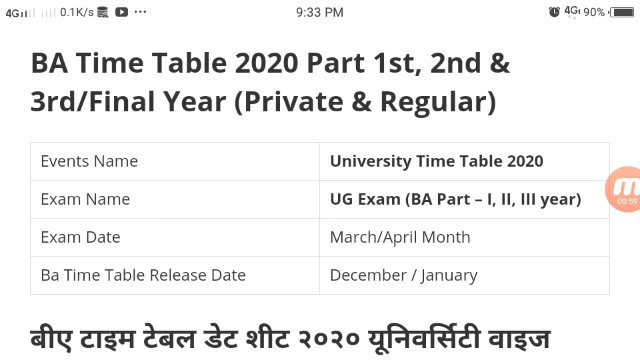 4G 0.1K/s ... 9:33 PM 4G 90%
BA Time Table 2020 Part 1st, 2nd &
3rd/Final Year (Private & Regular)
Events Name University Time Table 2020
Exam Name UG Exam (BA Part – I, II, III year)
00:59
Exam Date March/April Month
Ba Time Table Release Date December / January
बीए टाइम टेबल डेट शीट २०२० यूनिवर्सिटी वाइज